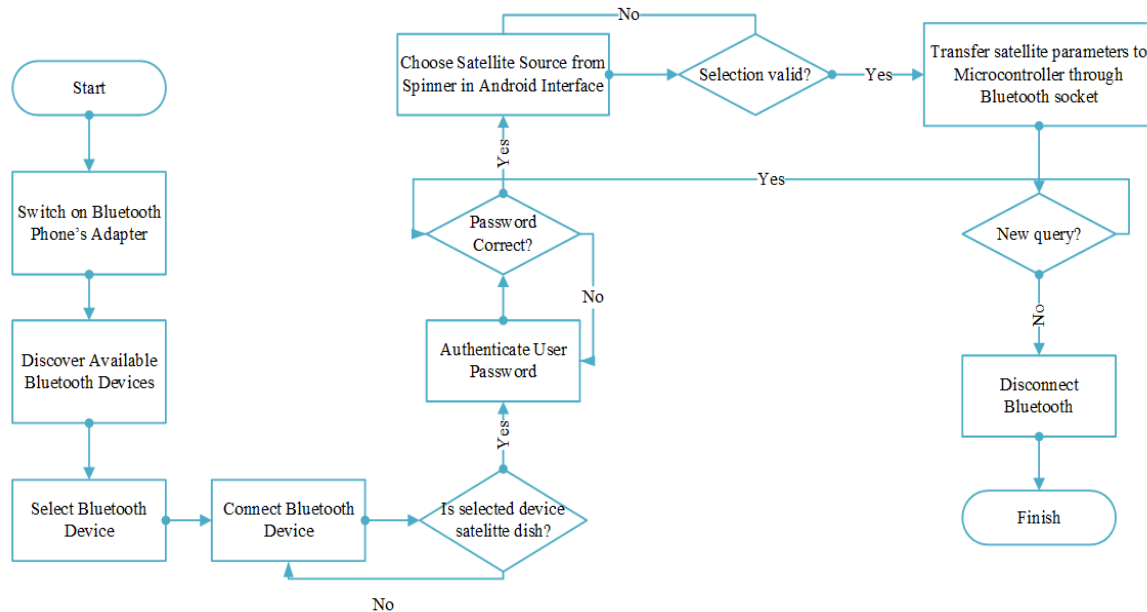 Start
Switch on Bluetooth
Phone's Adapter
Discover Available
Bluetooth Devices
Select Bluetooth
Device
Connect Bluetooth
Device
Is selected device
satelitte dish?
No
Yes
Authenticate User
Password
Password
Correct?
No
Yes
Choose Satellite Source from
Spinner in Android Interface
No
Selection valid?
Yes
Transfer satellite parameters to
Microcontroller through
Bluetooth socket
New query?
Yes
No
Disconnect
Bluetooth
Finish